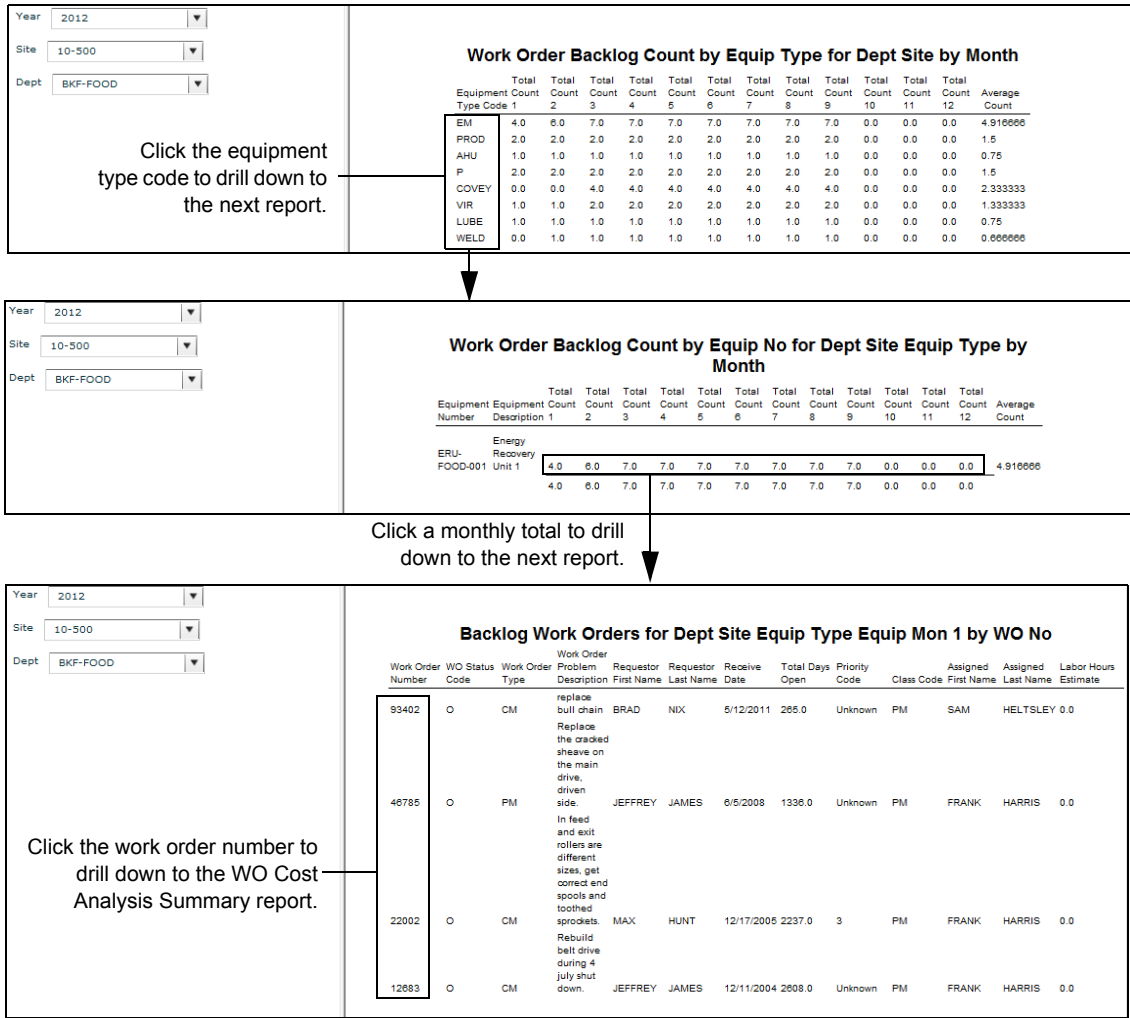 Year 2012
Site 10-500
Dept BKF-FOOD
Work Order Backlog Count by Equip Type for Dept Site by Month
Total Total Total Total Total Total Total Total Total Total Total Total
Equipment Count Count Count Count Count Count Count Count Count Count Count Count Average
Type Code 1 2 3 4 5 6 7 8 9 10 11 12 Count
EM 4.0 6.0 7.0 7.0 7.0 7.0 7.0 7.0 7.0 0.0 0.0 0.0 4.916666
PROD 2.0 2.0 2.0 2.0 2.0 2.0 2.0 2.0 2.0 0.0 0.0 0.0 1.5
AHU 1.0 1.0 1.0 1.0 1.0 1.0 1.0 1.0 1.0 0.0 0.0 0.0 0.75
P 2.0 2.0 2.0 2.0 2.0 2.0 2.0 2.0 2.0 0.0 0.0 0.0 1.5
COVEY 0.0 0.0 4.0 4.0 4.0 4.0 4.0 4.0 4.0 0.0 0.0 0.0 2.333333
VIR 1.0 1.0 2.0 2.0 2.0 2.0 2.0 2.0 2.0 0.0 0.0 0.0 1.333333
LUBE 1.0 1.0 1.0 1.0 1.0 1.0 1.0 1.0 1.0 0.0 0.0 0.0 0.75
WELD 0.0 1.0 1.0 1.0 1.0 1.0 1.0 1.0 1.0 0.0 0.0 0.0 0.666666
Click the equipment
type code to drill down to
the next report.
Year 2012
Site 10-500
Dept BKF-FOOD
Work Order Backlog Count by Equip No for Dept Site Equip Type by
Month
Total Total Total Total Total Total Total Total Total Total Total Total
Equipment Equipment Count Count Count Count Count Count Count Count Count Count Count Count Average
Number Description 1 2 3 4 5 6 7 8 9 10 11 12 Count
Energy
ERU- Recovery
FOOD-001 Unit 1 4.0 6.0 7.0 7.0 7.0 7.0 7.0 7.0 7.0 0.0 0.0 0.0 4.916666
4.0 6.0 7.0 7.0 7.0 7.0 7.0 7.0 7.0 0.0 0.0 0.0
Click a monthly total to drill
down to the next report.
Year 2012
Site 10-500
Dept BKF-FOOD
Backlog Work Orders for Dept Site Equip Type Equip Mon 1 by WO No
Work Order
Work Order WO Status Work Order Problem Requestor Requestor Receive Total Days Priority Assigned Assigned Labor Hours
Number Code Type Description First Name Last Name Date Open Code Class Code First Name Last Name Estimate
replace
93402 O CM bull chain BRAD NIX 5/12/2011 265.0 Unknown PM SAM HELTSLEY 0.0
Replace
the cracked
sheave on
the main
drive,
driven
46785 O PM side. JEFFREY JAMES 6/5/2008 1336.0 Unknown PM FRANK HARRIS 0.0
In feed
and exit
rollers are
different
sizes, get
correct end
spools and
toothed
22002 O CM sprockets. MAX HUNT 12/17/2005 2237.0 3 PM FRANK HARRIS 0.0
Rebuild
belt drive
during 4
july shut
12683 O CM down. JEFFREY JAMES 12/11/2004 2608.0 Unknown PM FRANK HARRIS 0.0
Click the work order number to
drill down to the WO Cost
Analysis Summary report.